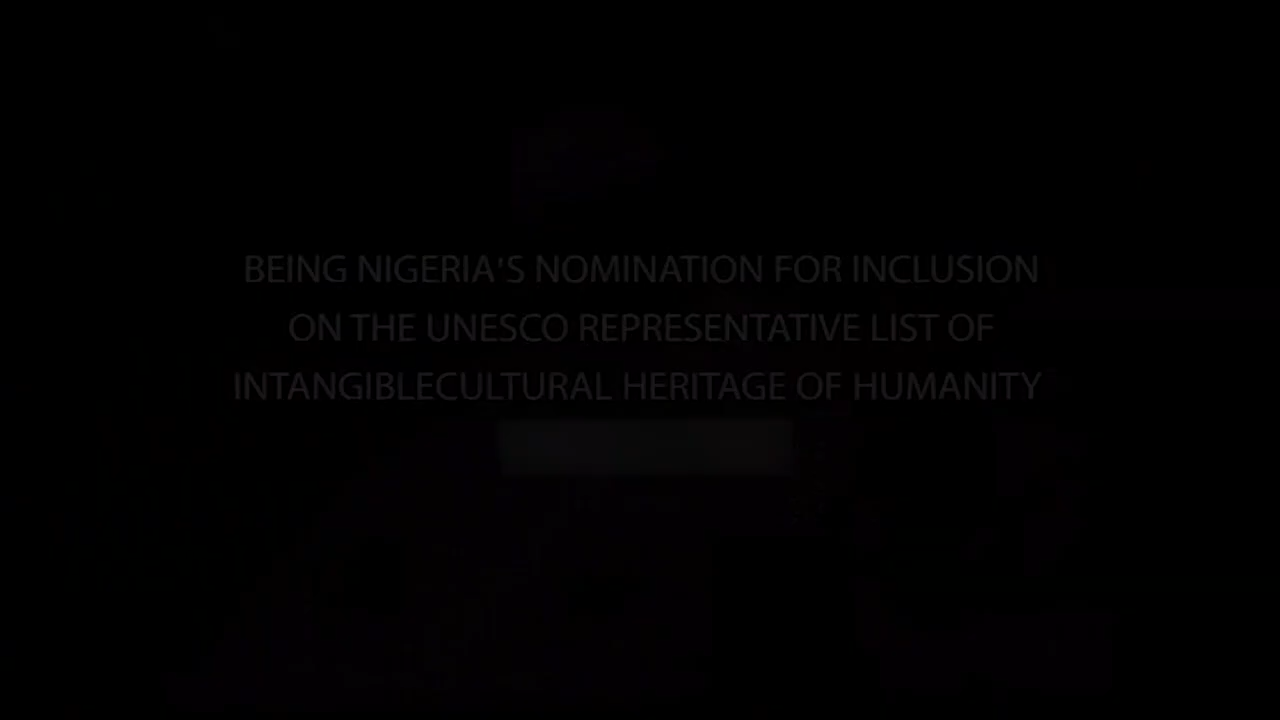 BEING NIGERIA'S NOMINATION FOR INCLUSION
ON THE UNESCO REPRESENTATIVE LIST OF
INTANGIBLECULTURAL HERITAGE OF HUMANITY